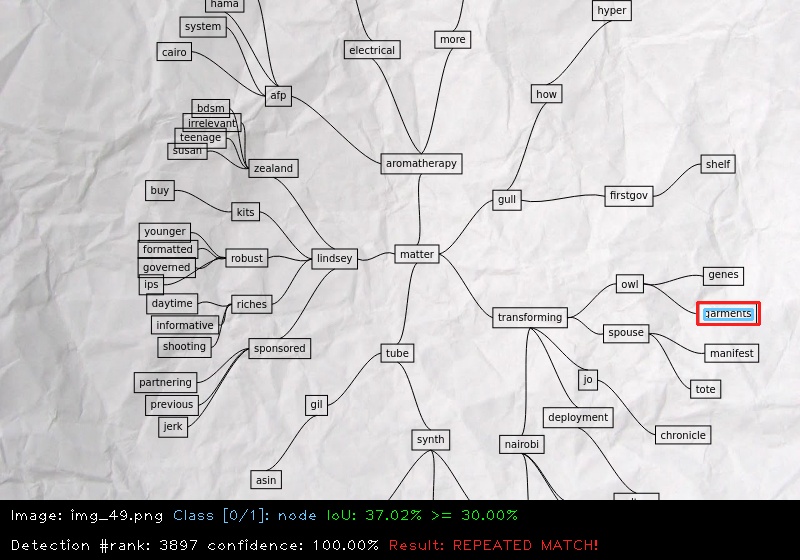 hama
system
cairo
electrical
more
hyper
afp
how
bdsm
irrelevant
teenage
susan
zealand
aromatherapy
shelf
buy
kits
gull
firstgov
younger
formatted
governed
ips
robust
lindsey
matter
owl
genes
daytime
informative
shooting
riches
transforming
garments
spouse
manifest
sponsored
tube
jo
tote
partnering
previous
jerk
gil
deployment
chronicle
synth
nairobi
asin
Image: img_49.png Class [0/1]: node IoU: 37.02% >= 30.00%
Detection #rank: 3897 confidence: 100.00% Result: REPEATED MATCH!